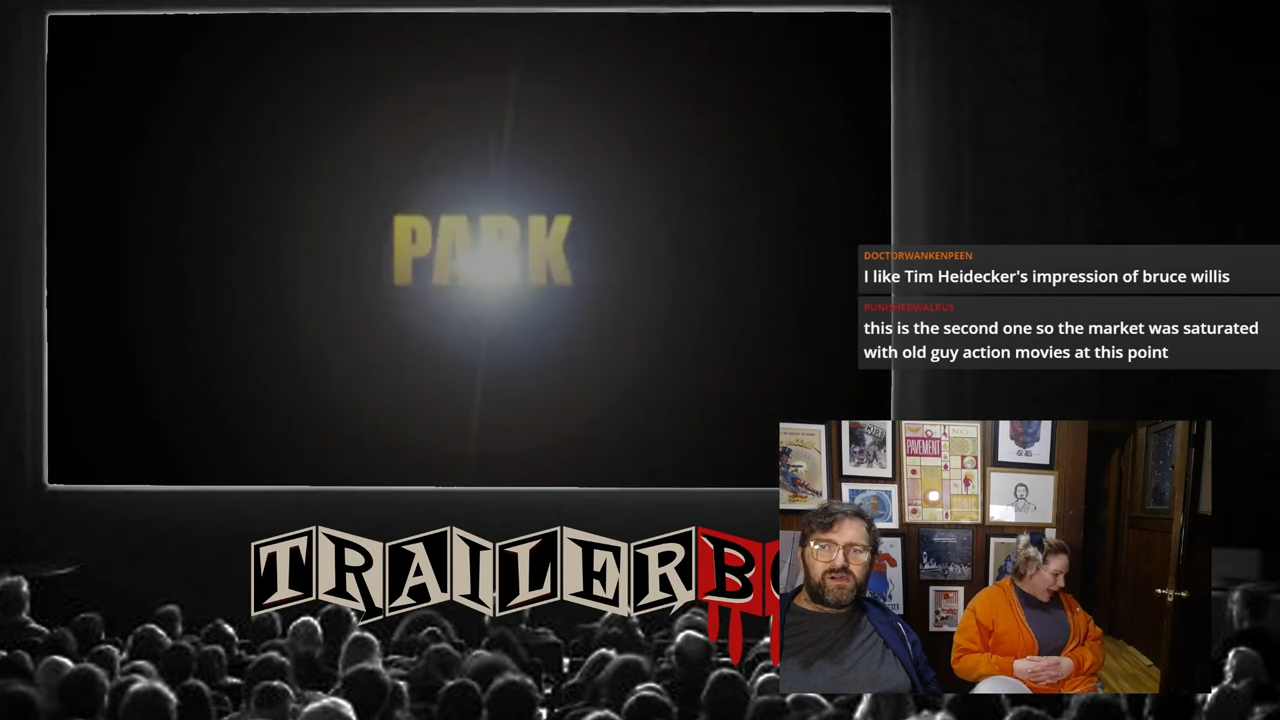 PARK
DOCTORWANKENPEEN
I like Tim Heidecker's impression of bruce willis
PUNISHEDWALRUS
this is the second one so the market was saturated
with old guy action movies at this point
PAVEMENT
TRAILERB